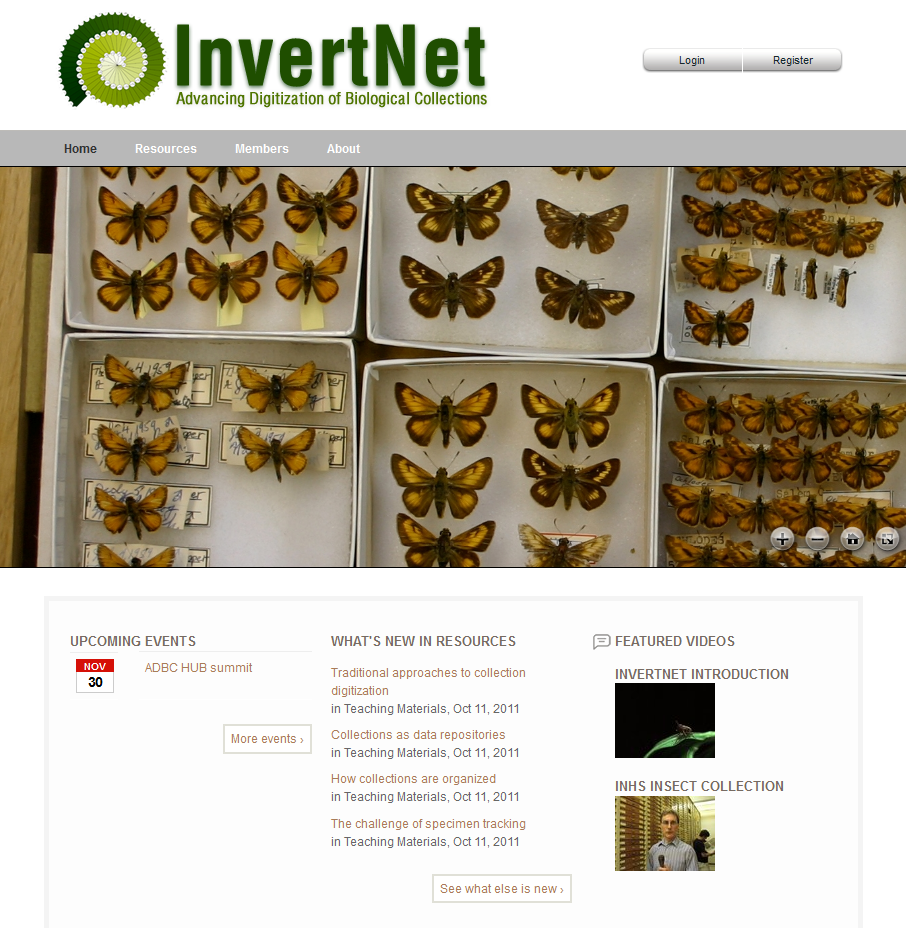 InvertNet
Advancing Digitization of Biological Collections
Login
Register
Home
Resources
Members
About
UPCOMING EVENTS
NOV
30
ADBC HUB summit
More events ›
WHAT'S NEW IN RESOURCES
Traditional approaches to collection
digitization
in Teaching Materials, Oct 11, 2011
Collections as data repositories
in Teaching Materials, Oct 11, 2011
How collections are organized
in Teaching Materials, Oct 11, 2011
The challenge of specimen tracking
in Teaching Materials, Oct 11, 2011
See what else is new ›
FEATURED VIDEOS
INVERTNET INTRODUCTION
INHS INSECT COLLECTION